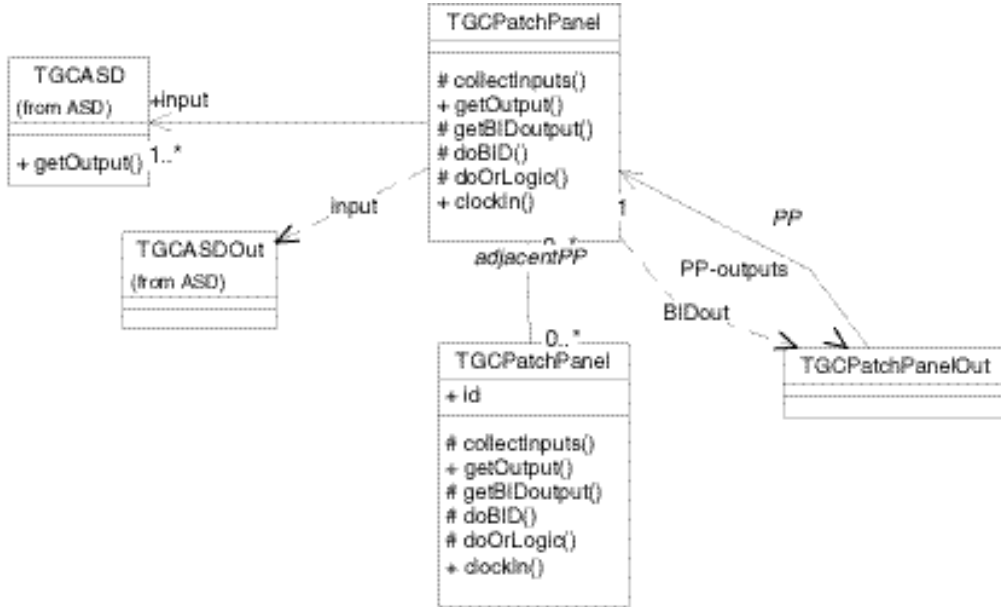 TGCPatchPanel
# collectInputs()
+ getOutput()
# getBIDoutput()
# doBID()
# doOrLogic()
+ clockIn()
TGCASD
(from ASD)
+ getOutput()
+input
1..*
input
TGCASDOut
(from ASD)
1
PP
0..*
adjacentPP
PP-outputs
BIDout
0..*
TGCPatchPanel
+ id
# collectInputs()
+ getOutput()
# getBIDoutput()
# doBID()
# doOrLogic()
+ clockIn()
TGCPatchPanelOut